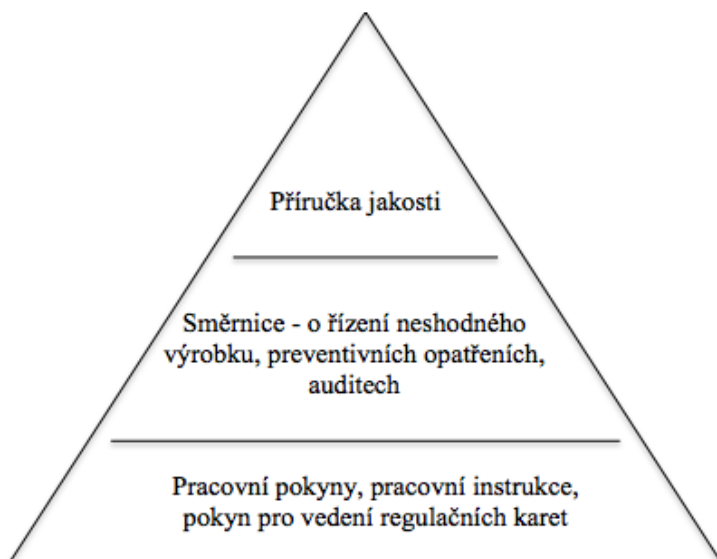 Příručka jakosti
Směrnice - o řízení neshodného
výrobku, preventivních opatřeních,
auditech
Pracovní pokyny, pracovní instrukce,
pokyn pro vedení regulačních karet